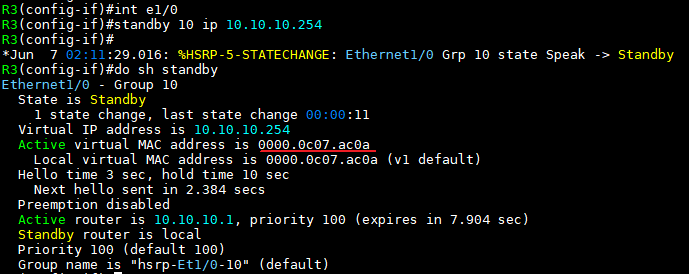 R3(config-if)#int e1/0
R3(config-if)#standby 10 ip 10.10.10.254
R3(config-if)#
*Jun  7 02:11:29.016: %HSRP-5-STATECHANGE: Ethernet1/0 Grp 10 state Speak -> Standby
R3(config-if)#do sh standby
Ethernet1/0 - Group 10
  State is Standby
    1 state change, last state change 00:00:11
  Virtual IP address is 10.10.10.254
  Active virtual MAC address is 0000.0c07.ac0a
    Local virtual MAC address is 0000.0c07.ac0a (v1 default)
  Hello time 3 sec, hold time 10 sec
    Next hello sent in 2.384 secs
  Preemption disabled
  Active router is 10.10.10.1, priority 100 (expires in 7.904 sec)
  Standby router is local
  Priority 100 (default 100)
  Group name is "hsrp-Et1/0-10" (default)